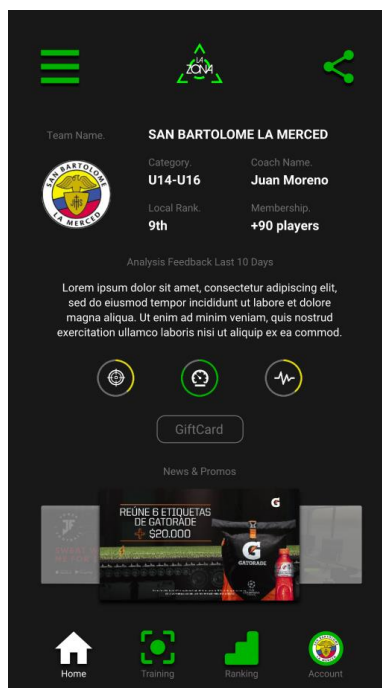 LA
ZONA
Team Name.
SAN BARTOLOME LA MERCED
SAN BARTOLOME
LA MERCED
Category.
Coach Name.
U14-U16
Juan Moreno
Local Rank.
Membership.
9th
+90 players
Analysis Feedback Last 10 Days
Lorem ipsum dolor sit amet, consectetur adipiscing elit,
sed do eiusmod tempor incididunt ut labore et dolore
magna aliqua. Ut enim ad minim veniam, quis nostrud
exercitation ullamco laboris nisi ut aliquip ex ea commod.
GiftCard
News & Promos
REÚNE 6 ETIQUETAS
DE GATORADE
+ $20.000
G
G
GATORADE
Home
Training
Ranking
Account